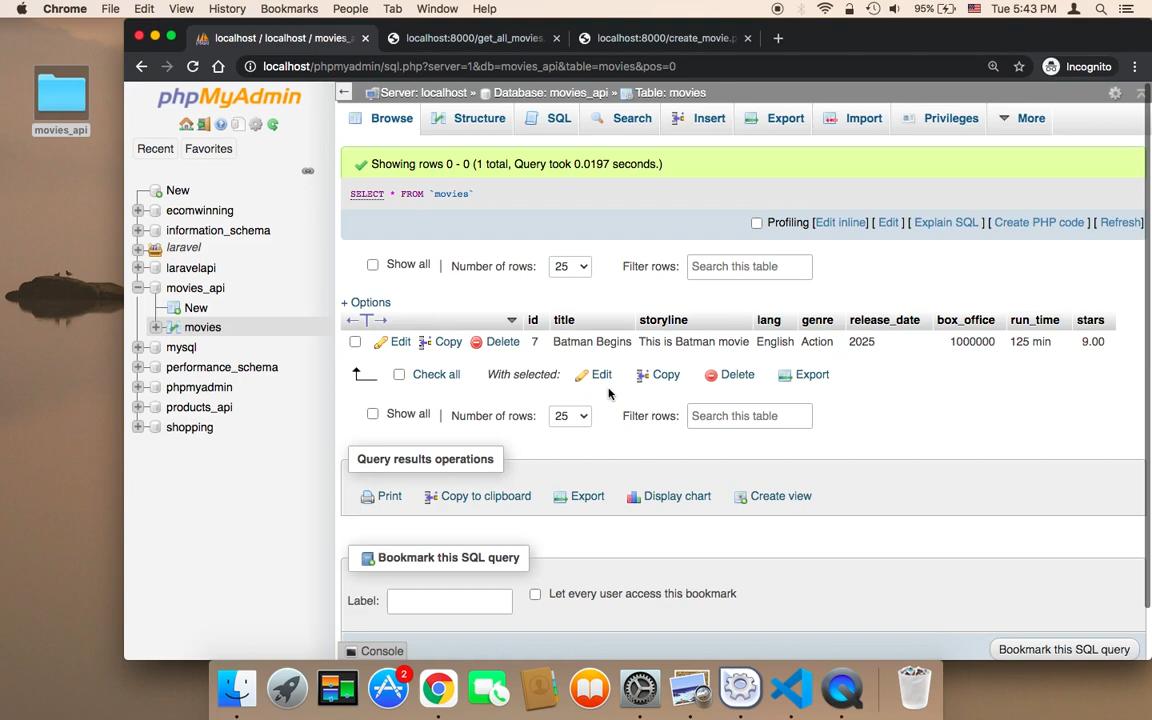 Chrome File Edit View History Bookmarks People Tab Window Help 95% Tue 5:43 PM
localhost / localhost / movies_a localhost:8000/get_all_movies. localhost:8000/create_movie.p
localhost/phpmyadmin/sql.php?server=1&db=movies_api&table=movies&pos=0 Incognito
movies_api
phpMyAdmin
Recent Favorites
New
ecomwinning
information_schema
laravel
laravelapi
movies_api
New
movies
mysql
performance_schema
phpmyadmin
products_api
shopping
Server: localhost » Database: movies_api » Table: movies
Browse Structure SQL Search Insert Export Import Privileges More
Showing rows 0 - 0 (1 total, Query took 0.0197 seconds.)
SELECT * FROM `movies`
Profiling [Edit inline] [ Edit ] [ Explain SQL ] [ Create PHP code ] [ Refresh]
Show all | Number of rows: 25 Filter rows: Search this table
+ Options
←T→ id title storyline lang genre release_date box_office run_time stars
Edit Copy Delete 7 Batman Begins This is Batman movie English Action 2025 1000000 125 min 9.00
Check all With selected: Edit Copy Delete Export
Show all | Number of rows: 25 Filter rows: Search this table
Query results operations
Print Copy to clipboard Export Display chart Create view
Bookmark this SQL query
Label: Let every user access this bookmark
Console Bookmark this SQL query
2